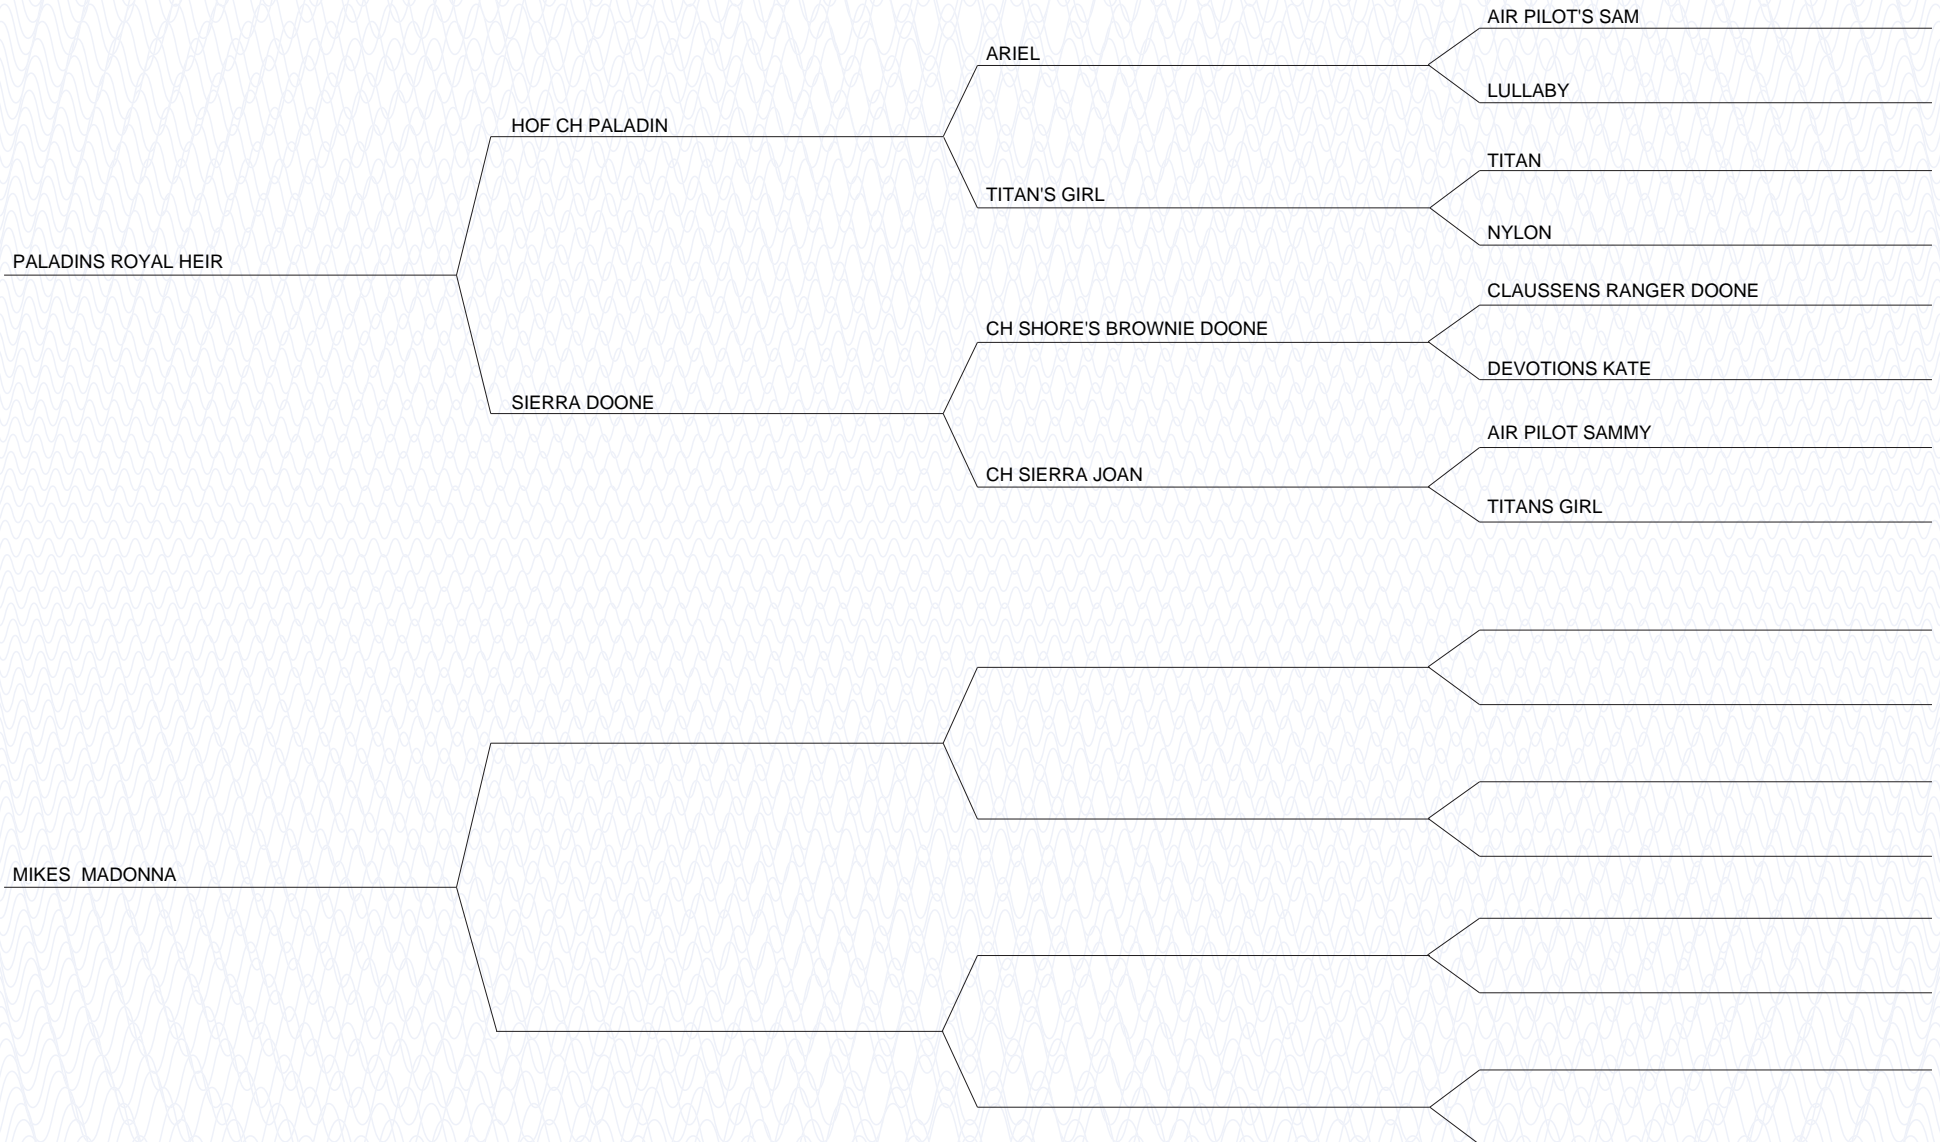 AIR PILOT'S SAM
ARIEL
LULLABY
HOF CH PALADIN
TITAN
TITAN'S GIRL
NYLON
PALADINS ROYAL HEIR
CLAUSSENS RANGER DOONE
CH SHORE'S BROWNIE DOONE
DEVOTIONS KATE
SIERRA DOONE
AIR PILOT SAMMY
CH SIERRA JOAN
TITANS GIRL
MIKES  MADONNA